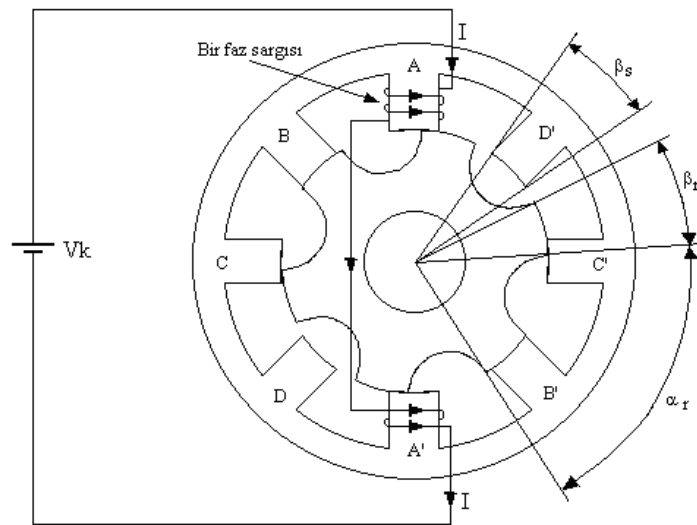 I
A
βs
Bir faz sargısı
B
D'
βr
Vk
C
C'
D
B'
αr
A'
I